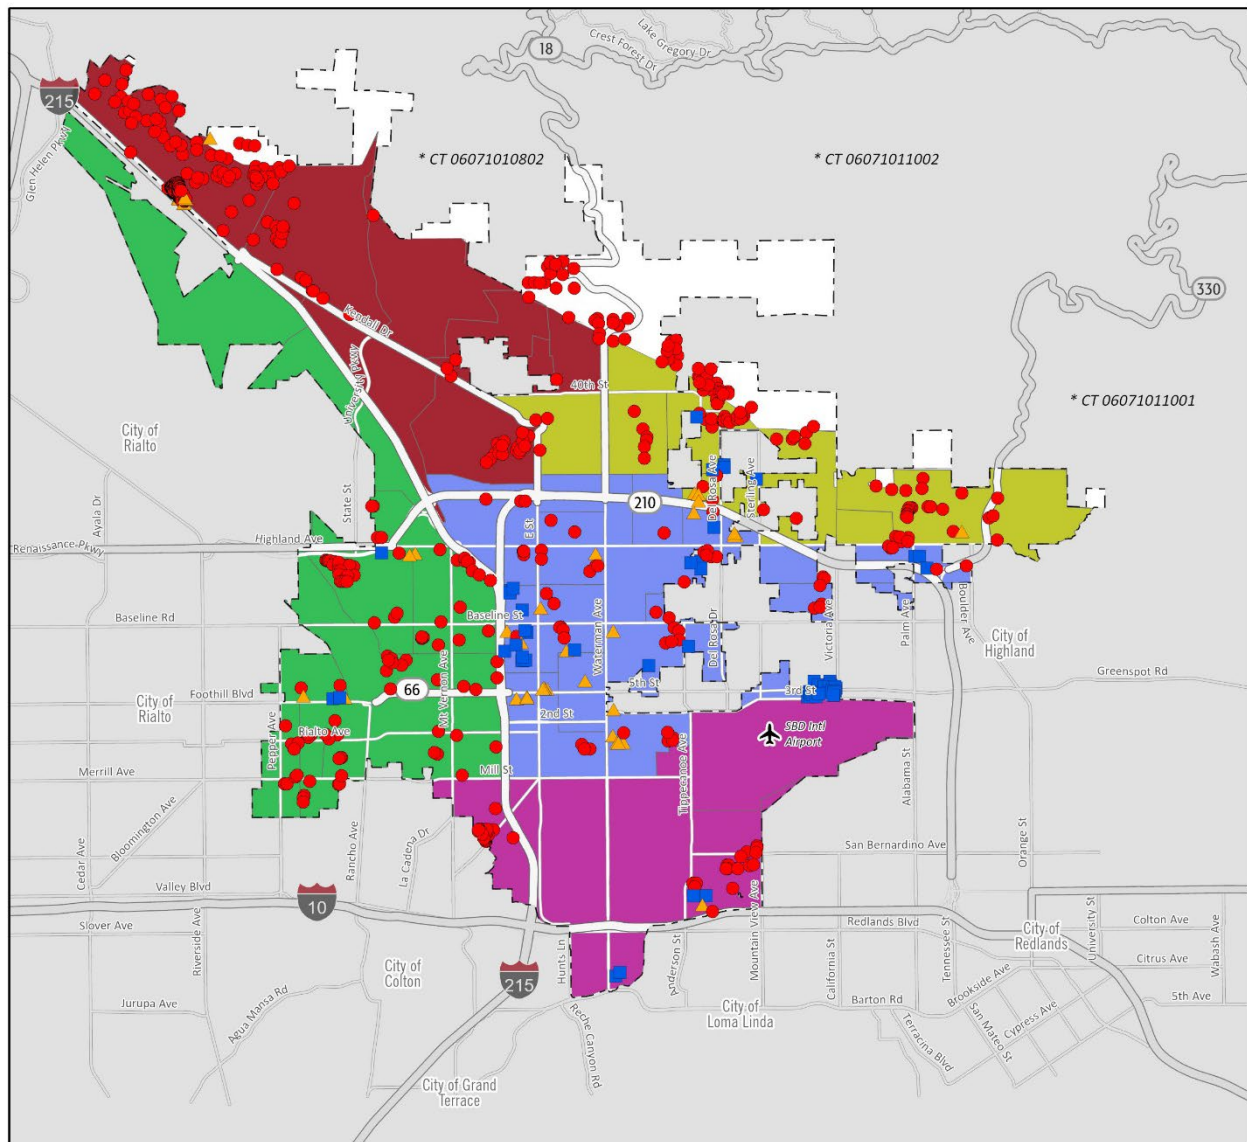 Lake Gregory Dr
Crest Forest Dr
18
215
Glen Helen Pkwy
* CT 06071010802
* CT 06071011002
330
Kendall Dr
University Pkwy
40th St
* CT 06071011001
City of
Rialto
Ayala Dr
State St
Del Rosa Ave
Sterling Ave
210
E St
Highland Ave
Renaissance Pkwy
Baseline Rd
Baseline St
Waterman Ave
Del Rosa Dr
Victoria Ave
Palm Ave
Boulder Ave
City of
Highland
Greenspot Rd
City of
Rialto
Foothill Blvd
66
Mt Vernon Ave
5th St
3rd St
2nd St
Pepper Ave
Rialto Ave
SBD Intl
Airport
Merrill Ave
Mill St
Tippecanoe Ave
Alabama St
Cedar Ave
Bloomington Ave
Rancho Ave
La Cadena Dr
San Bernardino Ave
Orange St
Valley Blvd
10
Mountain View Ave
Slover Ave
Riverside Ave
Redlands Blvd
Colton Ave
City of
Redlands
University St
Wabash Ave
City of
Colton
215
Hunts Ln
Anderson St
California St
Tennessee St
Citrus Ave
Brookside Ave
Jurupa Ave
Agua Mansa Rd
Reche Canyon Rd
City of
Loma Linda
Barton Rd
5th Ave
Terracina Blvd
San Mateo St
Cypress Ave
City of Grand
Terrace